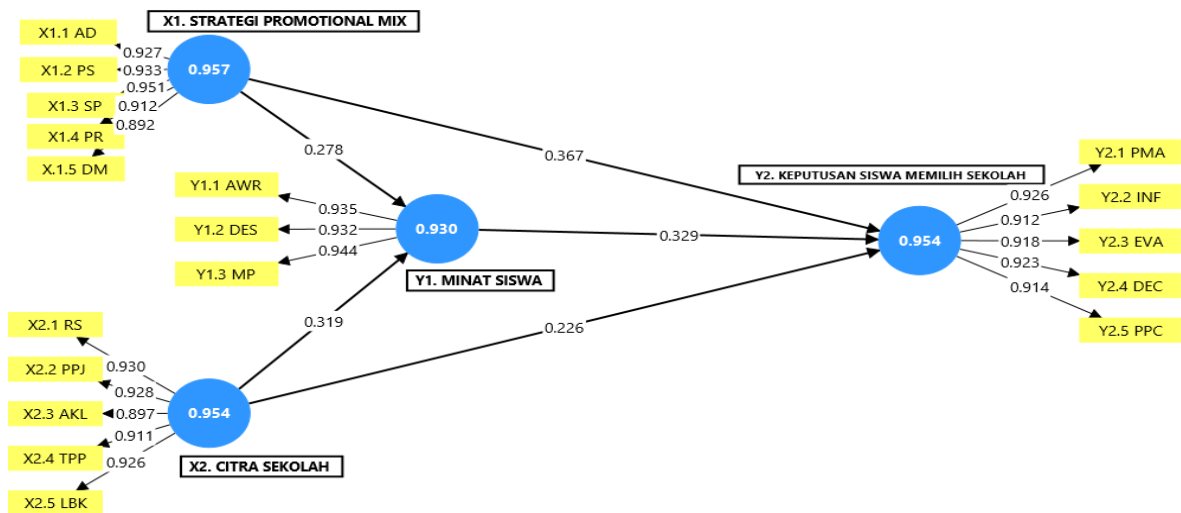 X1. STRATEGI PROMOTIONAL MIX
X1.1 AD
X1.2 PS
X1.3 SP
X1.4 PR
X.1.5 DM
0.927
0.933
0.951
0.912
0.892
0.957
0.278
0.367
Y1.1 AWR
Y1.2 DES
Y1.3 MP
0.935
0.932
0.944
0.930
Y1. MINAT SISWA
0.329
0.319
0.226
X2.1 RS
X2.2 PPJ
X2.3 AKL
X2.4 TPP
X2.5 LBK
0.930
0.928
0.897
0.911
0.926
0.954
X2. CITRA SEKOLAH
Y2. KEPUTUSAN SISWA MEMILIH SEKOLAH
0.954
0.926
0.912
0.918
0.923
0.914
Y2.1 PMA
Y2.2 INF
Y2.3 EVA
Y2.4 DEC
Y2.5 PPC